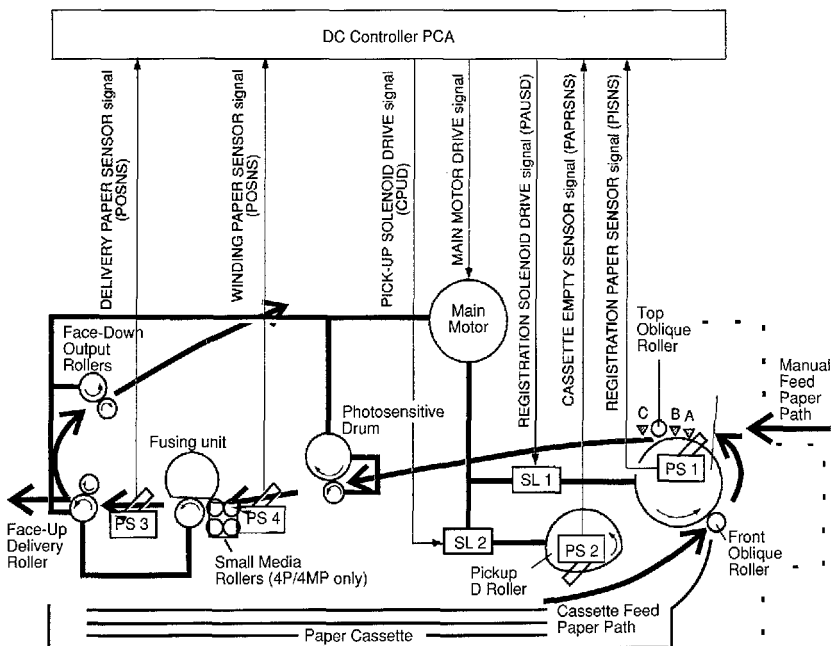 DC Controller PCA
DELIVERY PAPER SENSOR signal
(POSNS)
WINDING PAPER SENSOR signal
(POSNS)
PICK-UP SOLENOID DRIVE signal
(CPUD)
MAIN MOTOR DRIVE signal
REGISTRATION SOLENOID DRIVE signal (PAUSD)
CASSETTE EMPTY SENSOR signal (PAPRSNS)
REGISTRATION PAPER SENSOR signal (PISNS)
Main
Motor
Top
Oblique
Roller
Face-Down
Output
Rollers
Manual
Feed
Paper
Path
C
B
A
Photosensitive
Drum
Fusing unit
PS 1
SL 1
PS 3
PS 4
SL 2
PS 2
Face-Up
Delivery
Roller
Small Media
Rollers (4P/4MP only)
Pickup
D Roller
Front
Oblique
Roller
Cassette Feed
Paper Path
Paper Cassette